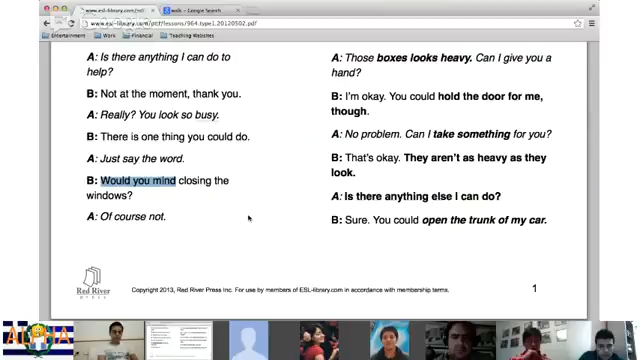 www.esl-library.com/pdf/lessons/964.type1.20120502.pdf
walk - Google Search
Entertainment
Work
Financial
Teaching Websites
A: Is there anything I can do to
help?
B: Not at the moment, thank you.
A: Really? You look so busy.
B: There is one thing you could do.
A: Just say the word.
B: Would you mind closing the
windows?
A: Of course not.
A: Those boxes looks heavy. Can I give you a
hand?
B: I'm okay. You could hold the door for me,
though.
A: No problem. Can I take something for you?
B: That's okay. They aren't as heavy as they
look.
A: Is there anything else I can do?
B: Sure. You could open the trunk of my car.
Red River
Press
Copyright 2013, Red River Press Inc. For use by members of ESL-library.com in accordance with membership terms.
1
ALPHA